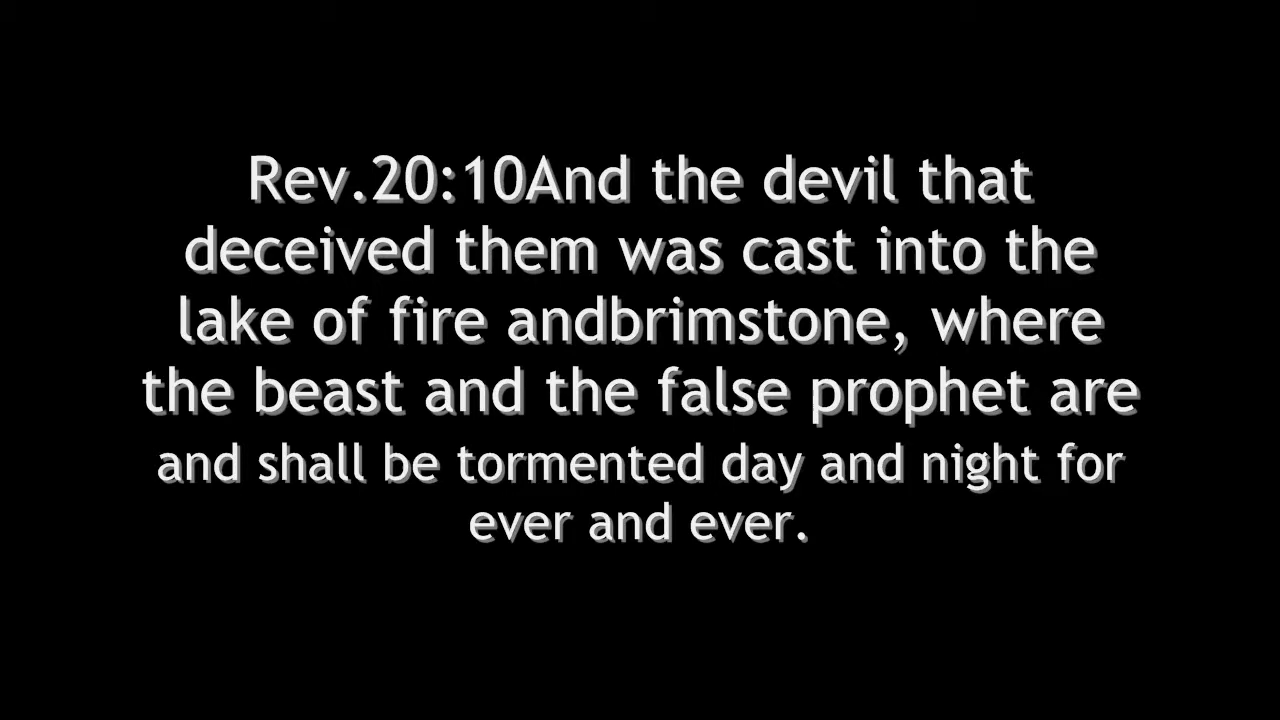 Rev.20:10And the devil that
deceived them was cast into the
lake of fire andbrimstone, where
the beast and the false prophet are
and shall be tormented day and night for
ever and ever.